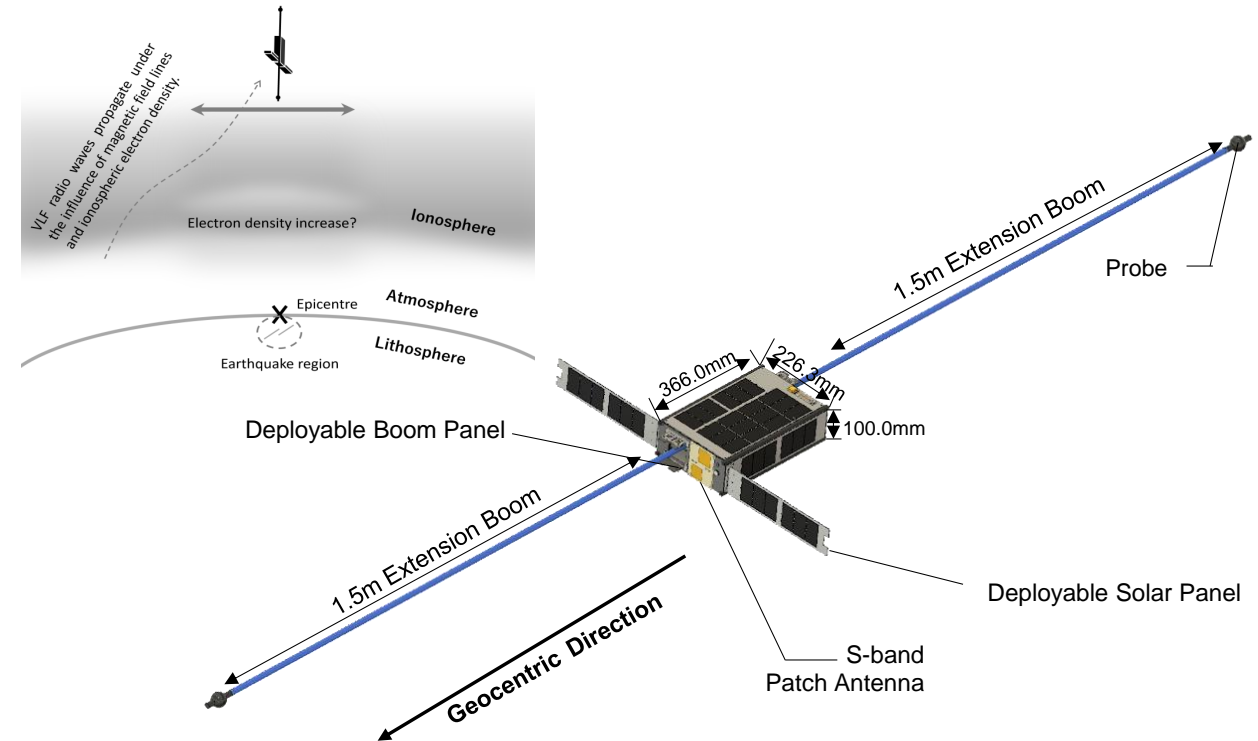 VLF radio waves propagate under
the influence of magnetic field lines
and ionospheric electron density.
Electron density increase?
Ionosphere
Epicentre
Atmosphere
Lithosphere
Earthquake region
1.5m Extension Boom
Probe
366.0mm
226.3mm
100.0mm
Deployable Boom Panel
1.5m Extension Boom
Deployable Solar Panel
Geocentric Direction
S-band
Patch Antenna